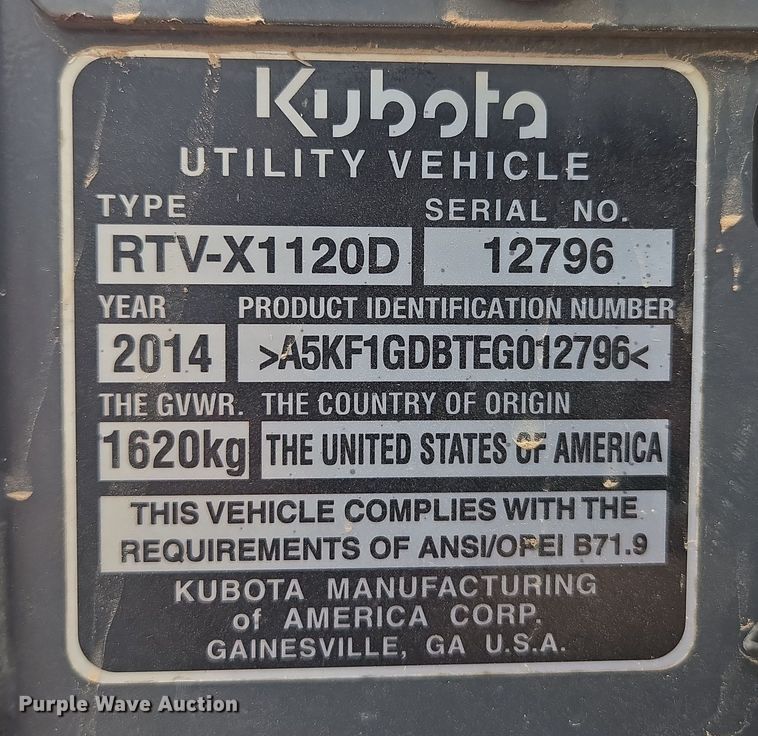 Kubota
UTILITY VEHICLE
TYPE SERIAL NO.
RTV-X1120D 12796
YEAR PRODUCT IDENTIFICATION NUMBER
2014 >A5KF1GDBTEG012796<
THE GVWR. THE COUNTRY OF ORIGIN
1620kg THE UNITED STATES OF AMERICA
THIS VEHICLE COMPLIES WITH THE
REQUIREMENTS OF ANSI/OPEI B71.9
KUBOTA MANUFACTURING
of AMERICA CORP.
GAINESVILLE, GA U.S.A.
Purple Wave Auction